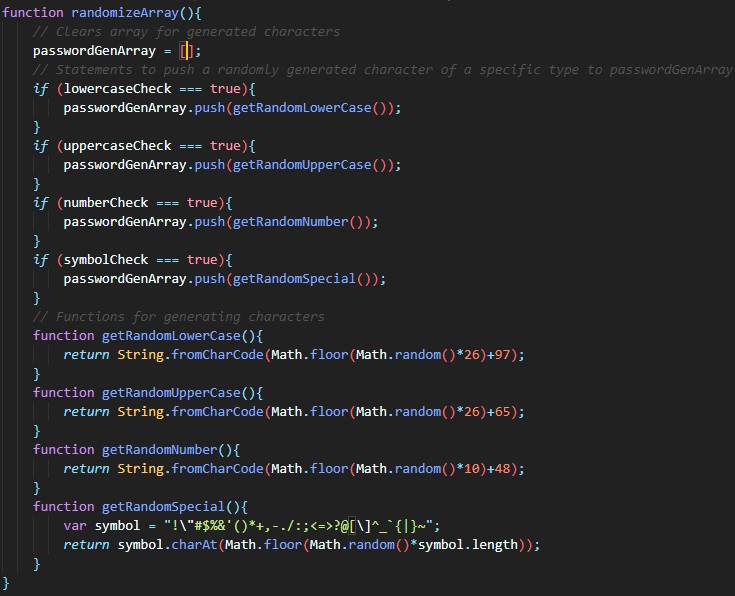 function randomizeArray(){
    // Clears array for generated characters
    passwordGenArray = [];
    // Statements to push a randomly generated character of a specific type to passwordGenArray
    if (lowercaseCheck === true){
        passwordGenArray.push(getRandomLowerCase());
    }
    if (uppercaseCheck === true){
        passwordGenArray.push(getRandomUpperCase());
    }
    if (numberCheck === true){
        passwordGenArray.push(getRandomNumber());
    }
    if (symbolCheck === true){
        passwordGenArray.push(getRandomSpecial());
    }
    // Functions for generating characters
    function getRandomLowerCase(){
        return String.fromCharCode(Math.floor(Math.random()*26)+97);
    }
    function getRandomUpperCase(){
        return String.fromCharCode(Math.floor(Math.random()*26)+65);
    }
    function getRandomNumber(){
        return String.fromCharCode(Math.floor(Math.random()*10)+48);
    }
    function getRandomSpecial(){
        var symbol = "!\"#$%&'()*+,-./:;<=>?@[\]^_`{|}~";
        return symbol.charAt(Math.floor(Math.random()*symbol.length));
    }
}